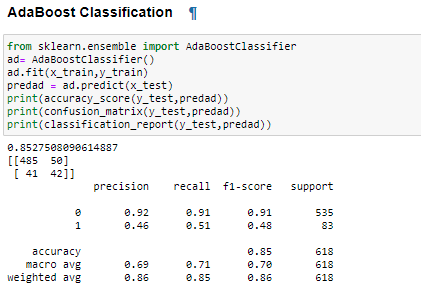 AdaBoost Classification ¶
from sklearn.ensemble import AdaBoostClassifier
ad= AdaBoostClassifier()
ad.fit(x_train,y_train)
predad = ad.predict(x_test)
print(accuracy_score(y_test,predad))
print(confusion_matrix(y_test,predad))
print(classification_report(y_test,predad))
0.8527508090614887
[[485  50]
 [ 41  42]]
              precision    recall  f1-score   support

           0       0.92      0.91      0.91       535
           1       0.46      0.51      0.48        83

    accuracy                           0.85       618
   macro avg       0.69      0.71      0.70       618
weighted avg       0.86      0.85      0.86       618